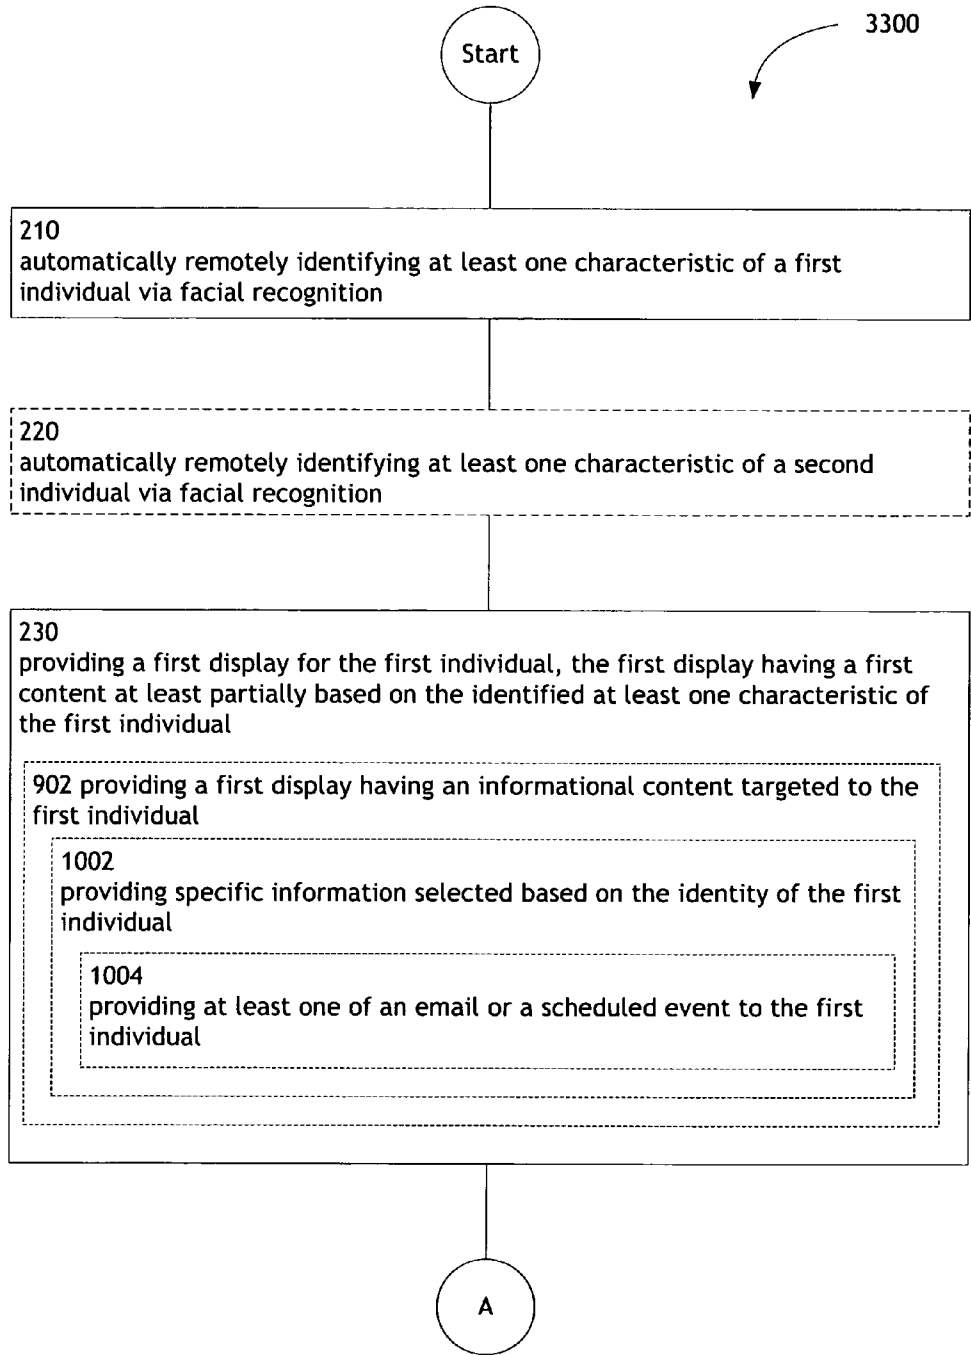 Start
3300
210
automatically remotely identifying at least one characteristic of a first
individual via facial recognition
220
automatically remotely identifying at least one characteristic of a second
individual via facial recognition
230
providing a first display for the first individual, the first display having a first
content at least partially based on the identified at least one characteristic of
the first individual
902 providing a first display having an informational content targeted to the
first individual
1002
providing specific information selected based on the identity of the first
individual
1004
providing at least one of an email or a scheduled event to the first
individual
A